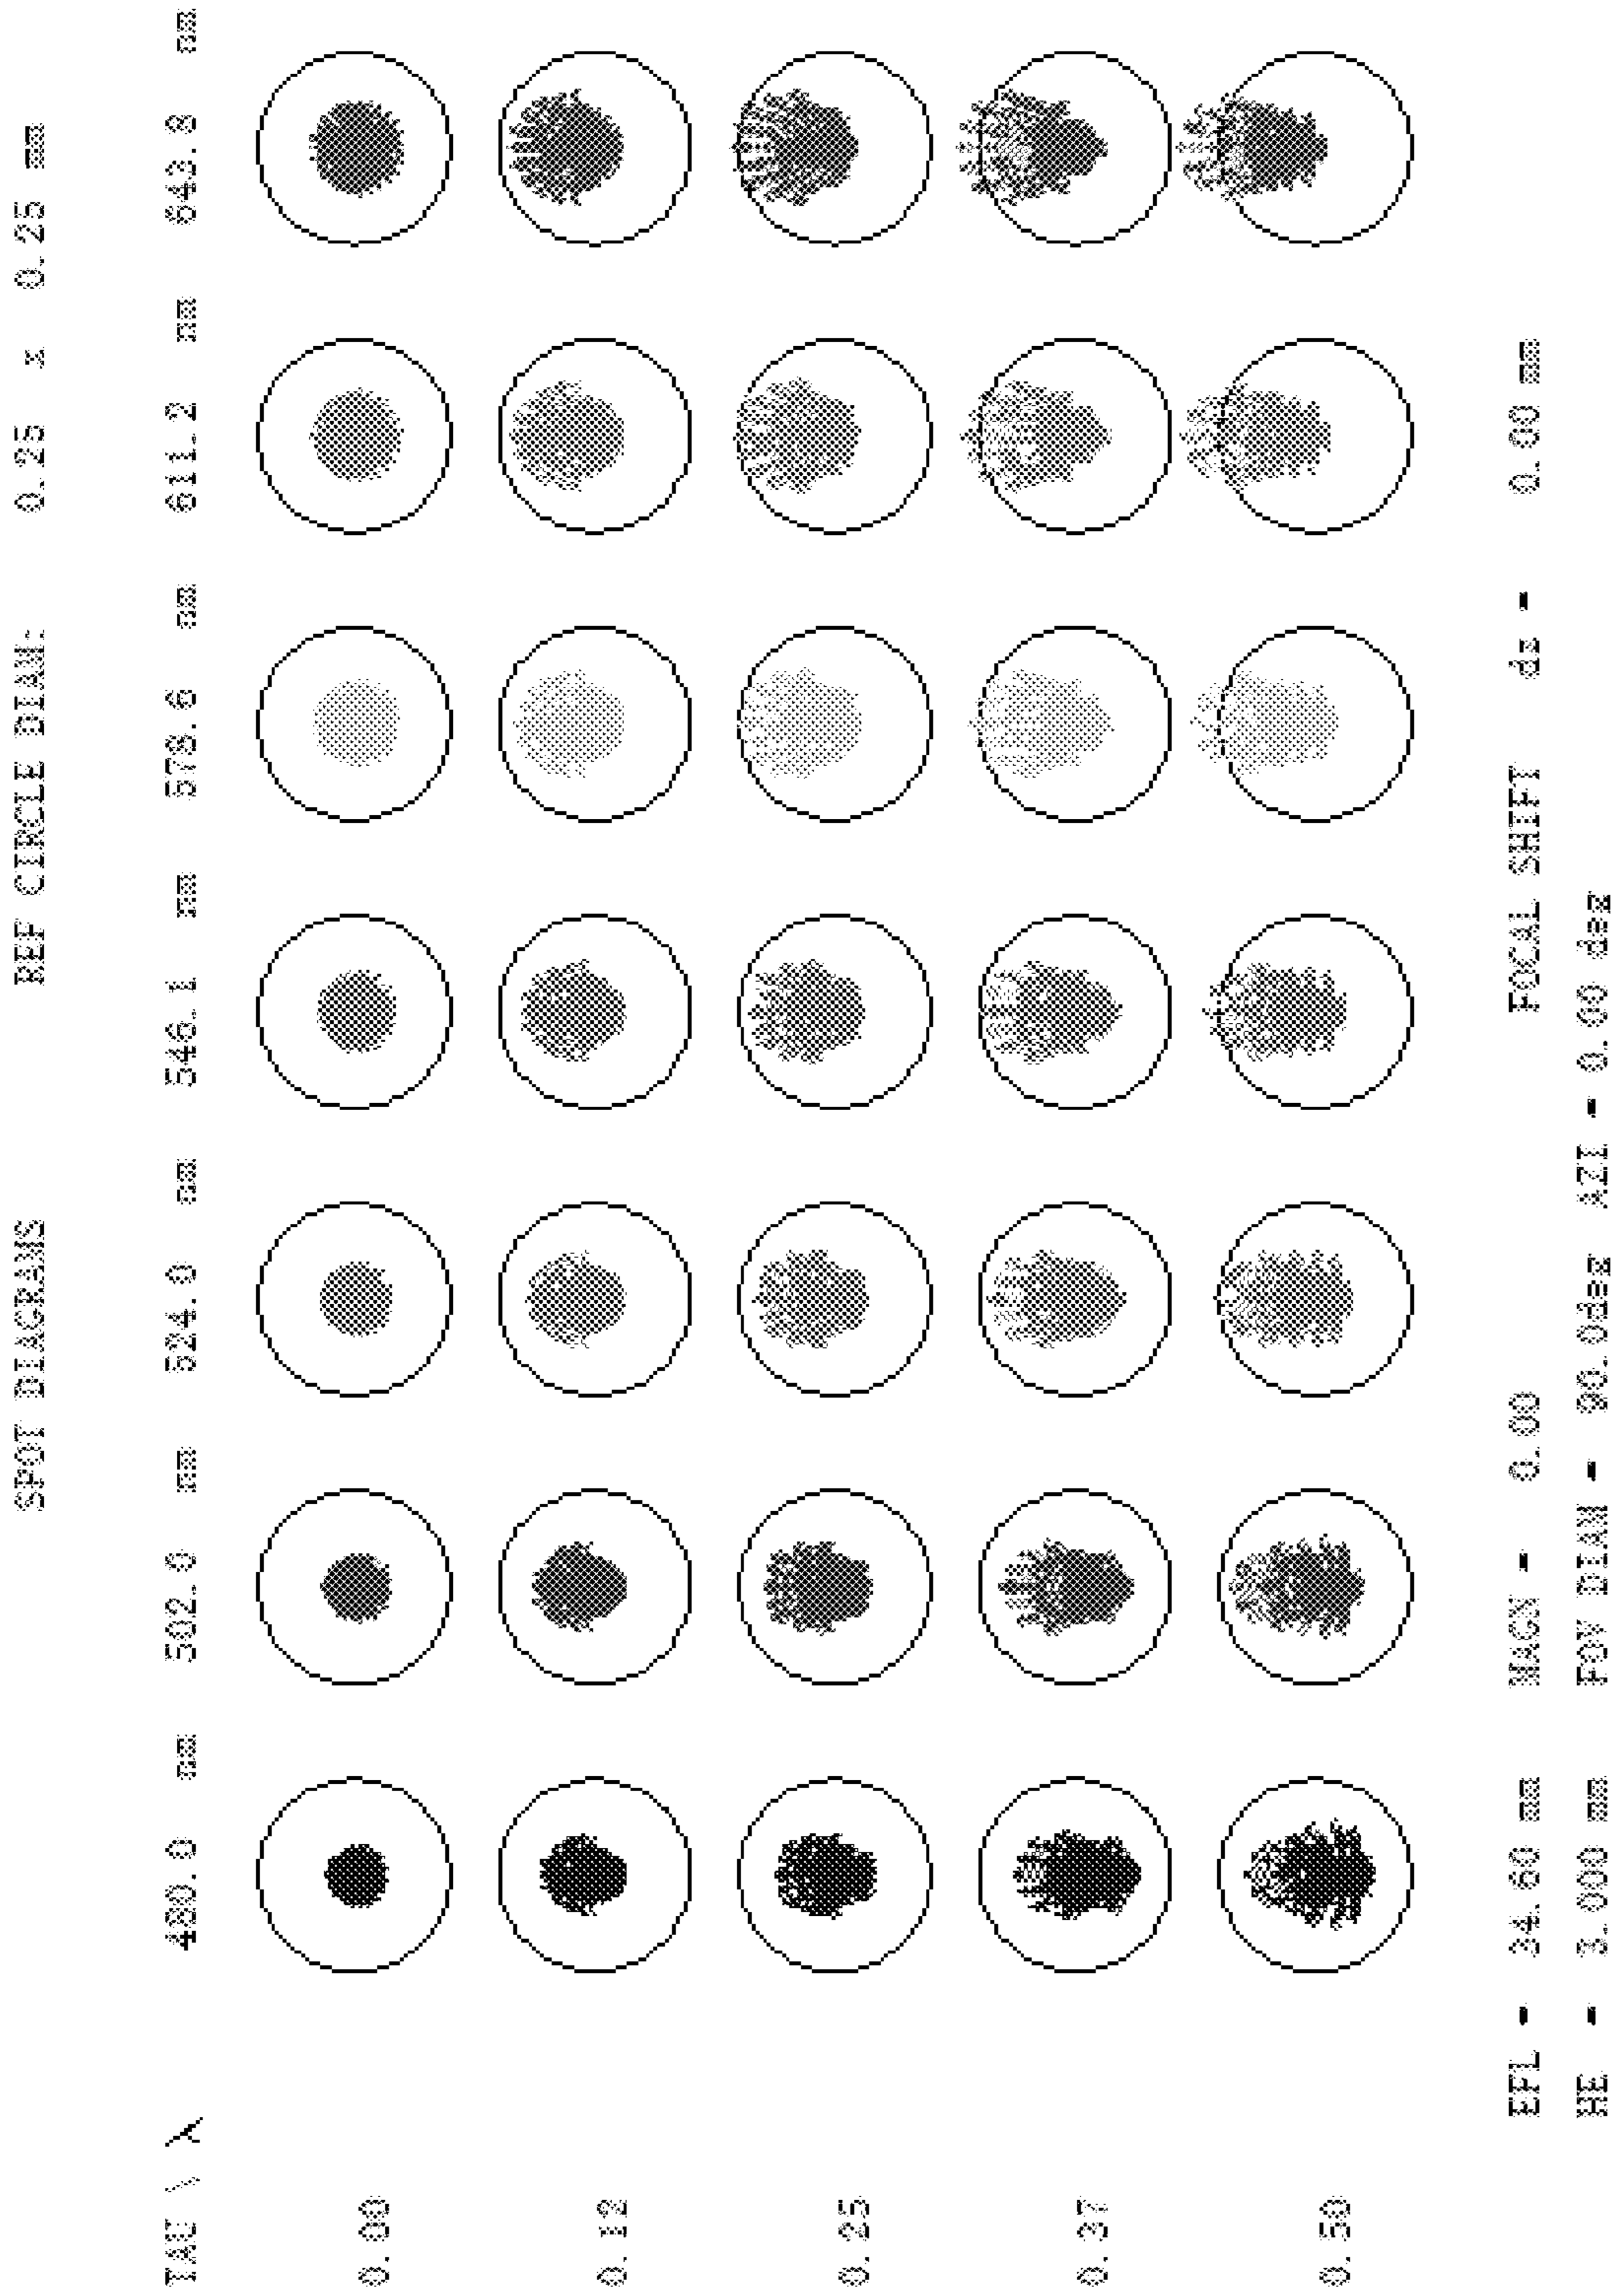 SPOT DIAGRAMS REF CIRCLE DIAM: 0.25 x 0.25 mm
TAU \ λ 480.0 nm 502.0 nm 524.0 nm 546.1 nm 578.6 nm 611.2 nm 643.8 nm
0.00
0.12
0.25
0.37
0.50
EFL = 34.60 mm MAGN = 0.00 FOCAL SHIFT dz = 0.00 mm
HE = 3.000 mm FOV DIAM = 90.0deg AZI = 0.00 deg